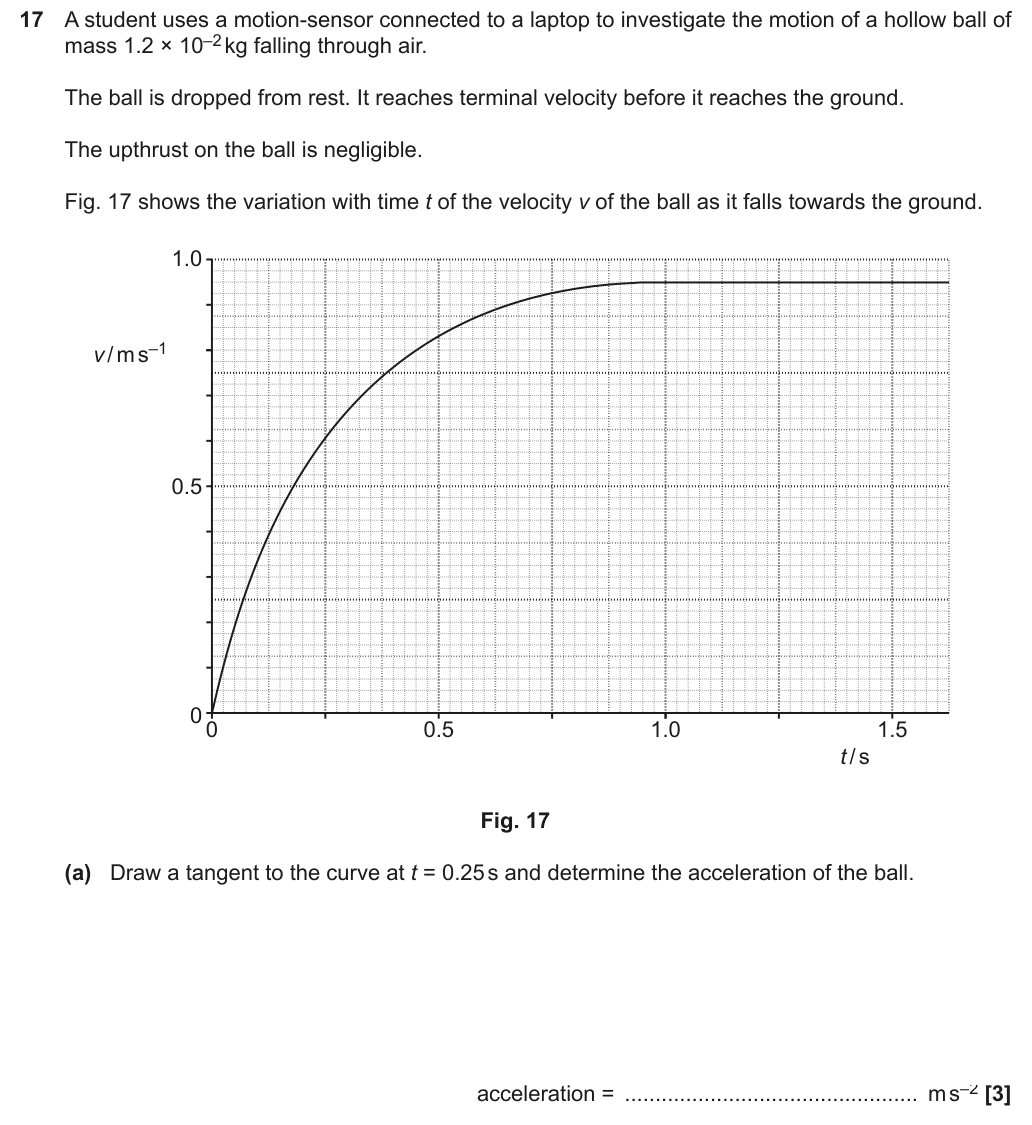 17 A student uses a motion-sensor connected to a laptop to investigate the motion of a hollow ball of
mass 1.2 × 10⁻² kg falling through air.
The ball is dropped from rest. It reaches terminal velocity before it reaches the ground.
The upthrust on the ball is negligible.
Fig. 17 shows the variation with time t of the velocity v of the ball as it falls towards the ground.
1.0
v/m s⁻¹
0.5
0
0 0.5 1.0 1.5
t/s
Fig. 17
(a) Draw a tangent to the curve at t = 0.25 s and determine the acceleration of the ball.
acceleration = ................................................ m s⁻² [3]